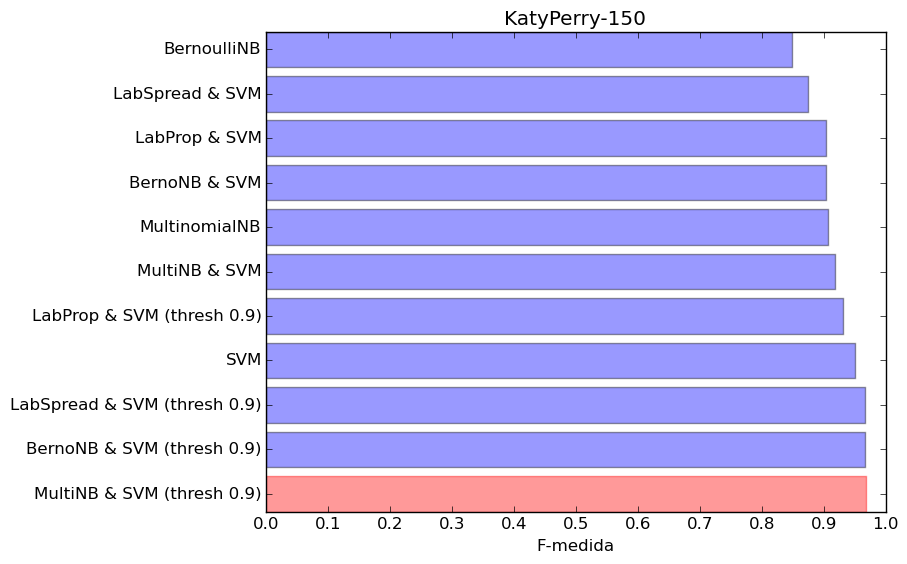 KatyPerry-150
BernoulliNB
LabSpread & SVM
LabProp & SVM
BernoNB & SVM
MultinomialNB
MultiNB & SVM
LabProp & SVM (thresh 0.9)
SVM
LabSpread & SVM (thresh 0.9)
BernoNB & SVM (thresh 0.9)
MultiNB & SVM (thresh 0.9)
0.0 0.1 0.2 0.3 0.4 0.5 0.6 0.7 0.8 0.9 1.0
F-medida